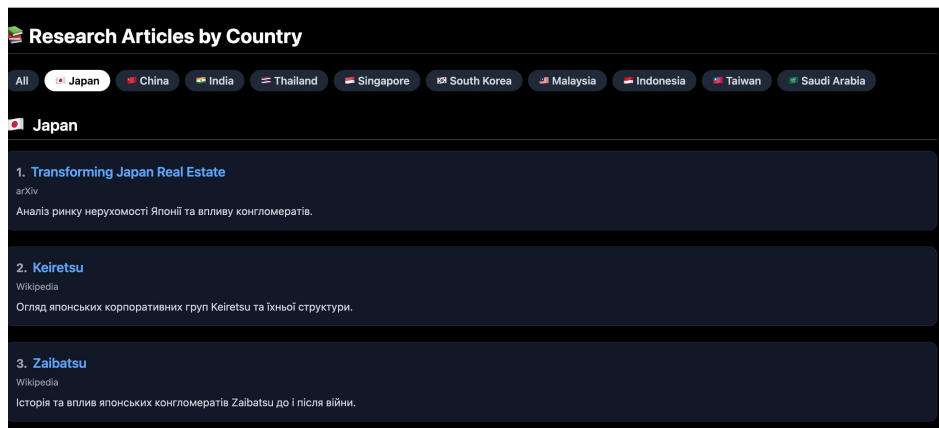 📚 Research Articles by Country
All 🇯🇵 Japan 🇨🇳 China 🇮🇳 India 🇹🇭 Thailand 🇸🇬 Singapore 🇰🇷 South Korea 🇲🇾 Malaysia 🇮🇩 Indonesia 🇹🇼 Taiwan 🇸🇦 Saudi Arabia
🇯🇵 Japan
1. Transforming Japan Real Estate
arXiv
Аналіз ринку нерухомості Японії та впливу конгломератів.
2. Keiretsu
Wikipedia
Огляд японських корпоративних груп Keiretsu та їхньої структури.
3. Zaibatsu
Wikipedia
Історія та вплив японських конгломератів Zaibatsu до і після війни.